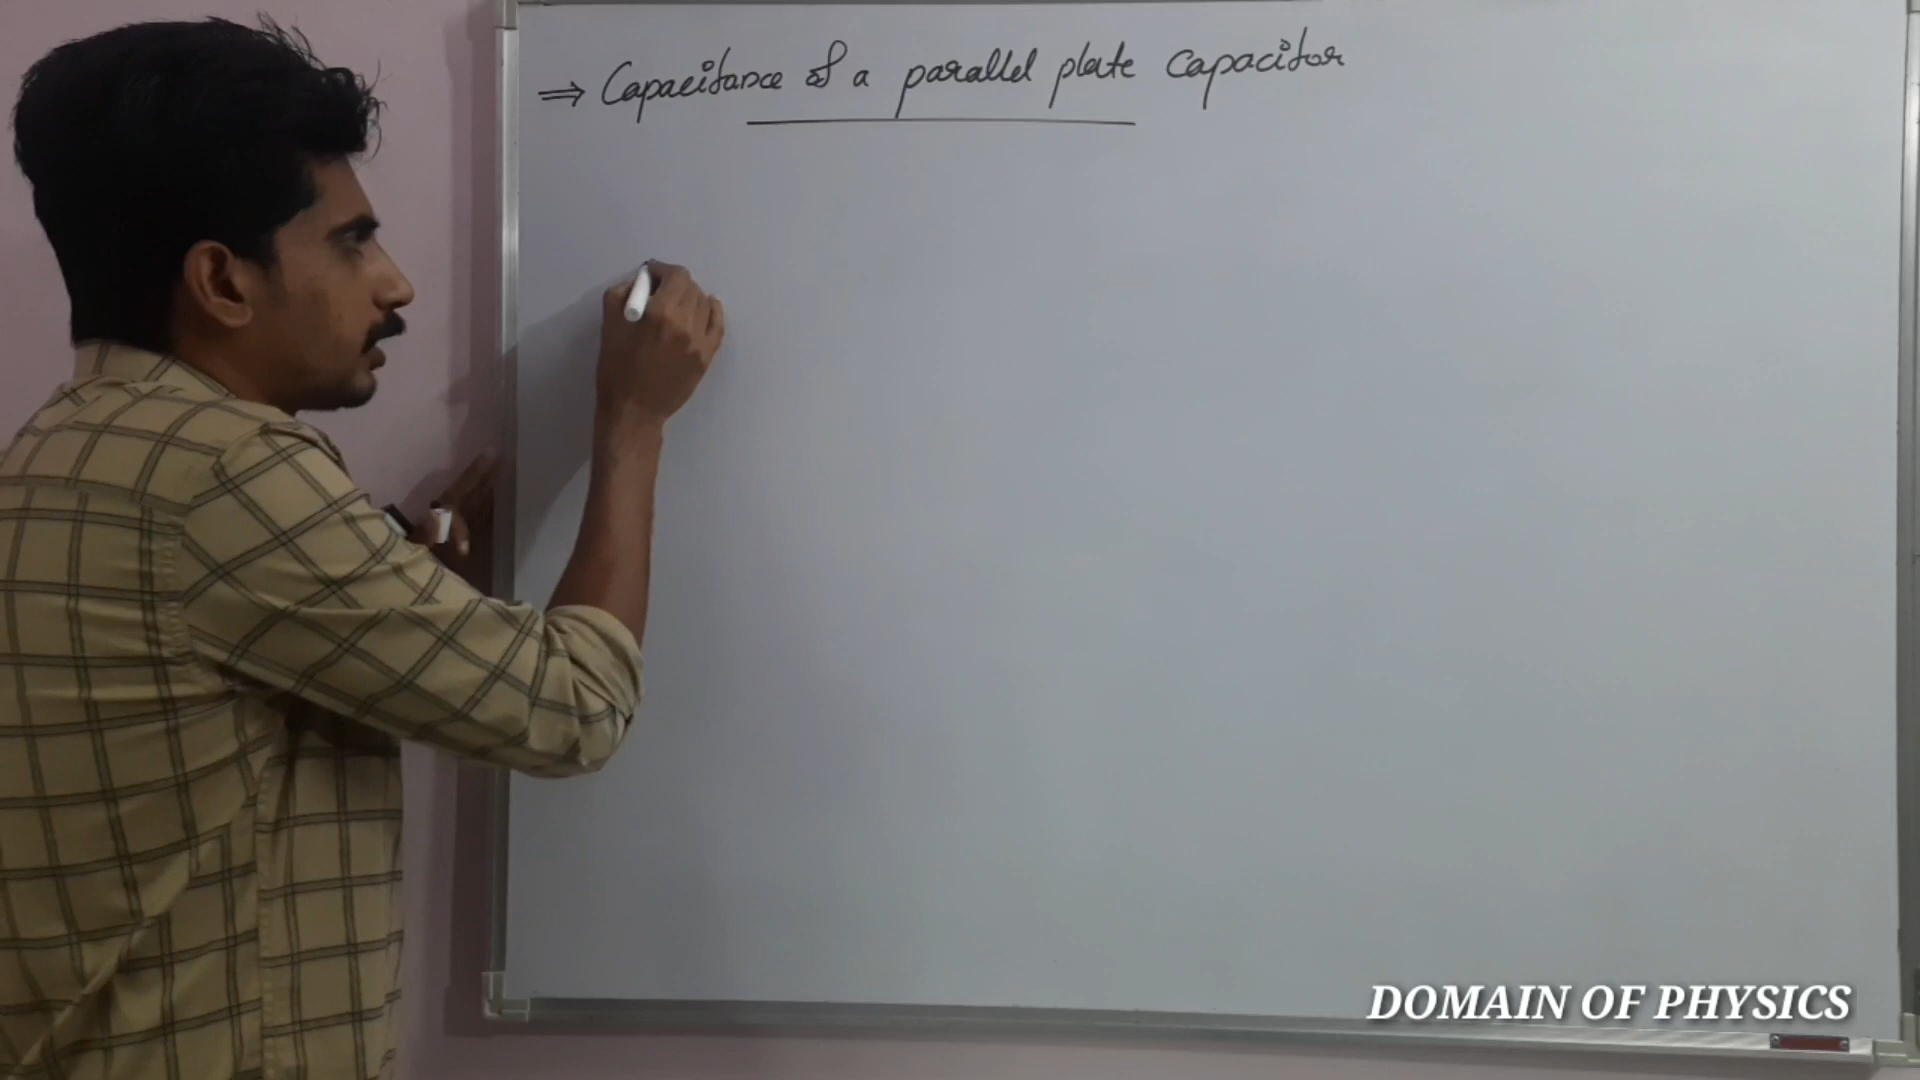 ⇒ Capacitance of a parallel plate capacitor
DOMAIN OF PHYSICS